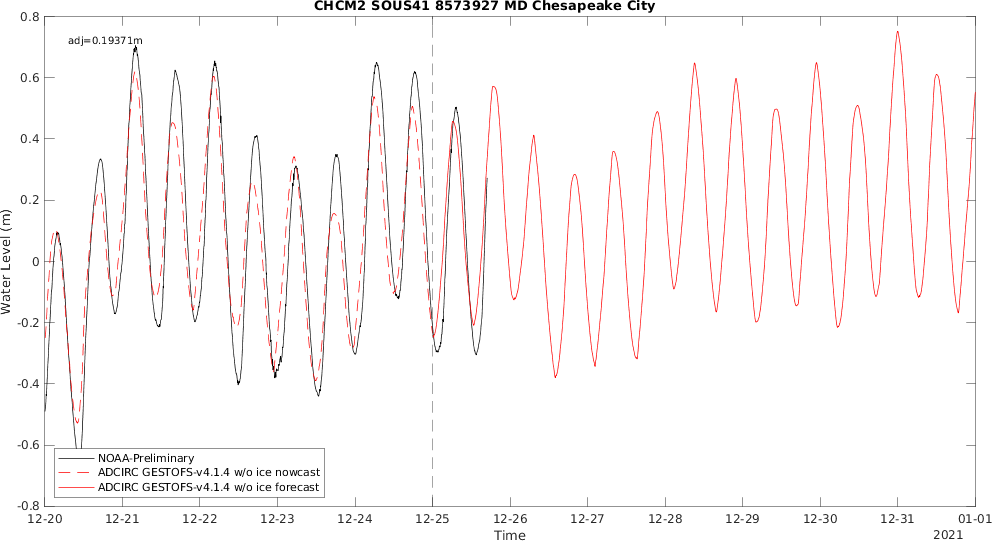 CHCM2 SOUS41 8573927 MD Chesapeake City
adj=0.19371m
0.8
0.6
0.4
0.2
0
-0.2
-0.4
-0.6
-0.8
Water Level (m)
NOAA-Preliminary
ADCIRC GESTOFS-v4.1.4 w/o ice nowcast
ADCIRC GESTOFS-v4.1.4 w/o ice forecast
12-20 12-21 12-22 12-23 12-24 12-25 12-26 12-27 12-28 12-29 12-30 12-31 01-01
Time
2021